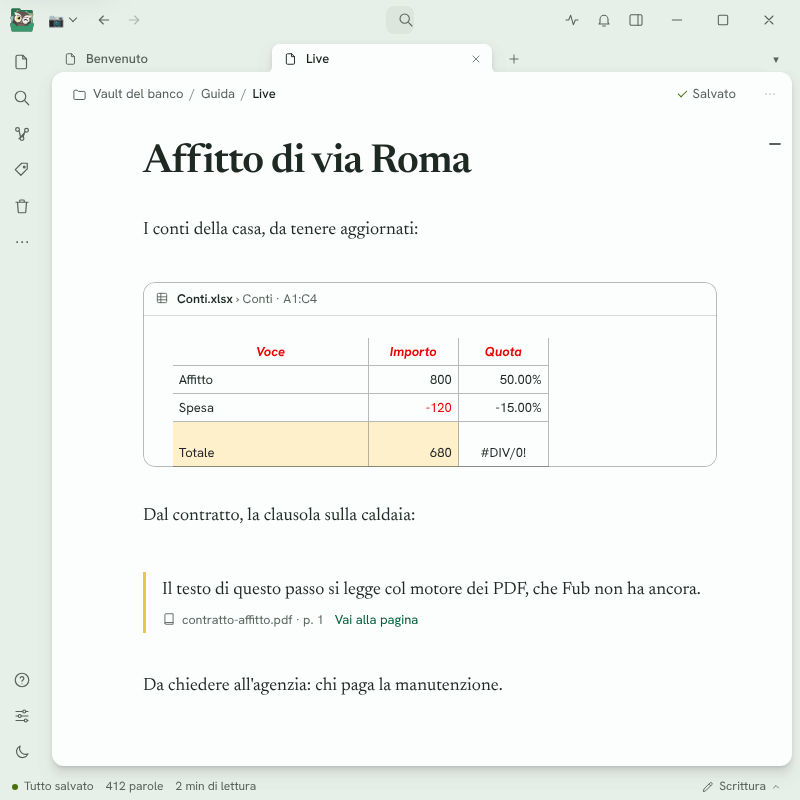 Benvenuto
Live
Vault del banco / Guida / Live
Salvato
Affitto di via Roma
I conti della casa, da tenere aggiornati:
Conti.xlsx › Conti · A1:C4
Voce Importo Quota
Affitto 800 50.00%
Spesa -120 -15.00%
Totale 680 #DIV/0!
Dal contratto, la clausola sulla caldaia:
Il testo di questo passo si legge col motore dei PDF, che Fub non ha ancora.
contratto-affitto.pdf · p. 1 Vai alla pagina
Da chiedere all'agenzia: chi paga la manutenzione.
Tutto salvato 412 parole 2 min di lettura
Scrittura